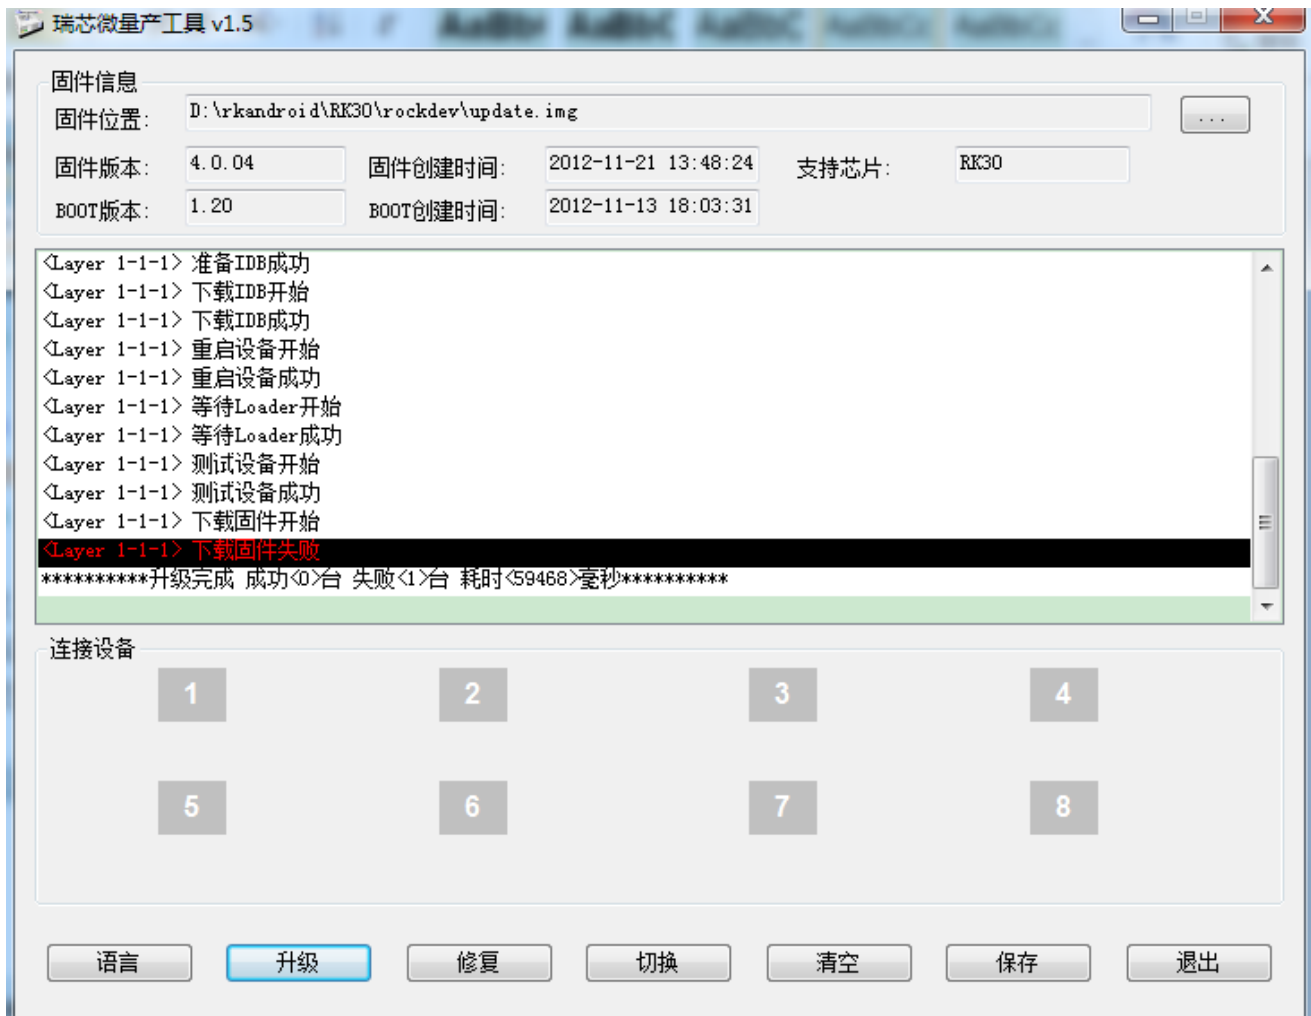 瑞芯微量产工具 v1.5
固件信息
固件位置: D:\rkandroid\RK30\rockdev\update.img ...
固件版本: 4.0.04 固件创建时间: 2012-11-21 13:48:24 支持芯片: RK30
BOOT版本: 1.20 BOOT创建时间: 2012-11-13 18:03:31
<Layer 1-1-1> 准备IDB成功
<Layer 1-1-1> 下载IDB开始
<Layer 1-1-1> 下载IDB成功
<Layer 1-1-1> 重启设备开始
<Layer 1-1-1> 重启设备成功
<Layer 1-1-1> 等待Loader开始
<Layer 1-1-1> 等待Loader成功
<Layer 1-1-1> 测试设备开始
<Layer 1-1-1> 测试设备成功
<Layer 1-1-1> 下载固件开始
<Layer 1-1-1> 下载固件失败
**********升级完成 成功<0>台 失败<1>台 耗时<59468>毫秒**********
连接设备
1 2 3 4
5 6 7 8
语言 升级 修复 切换 清空 保存 退出